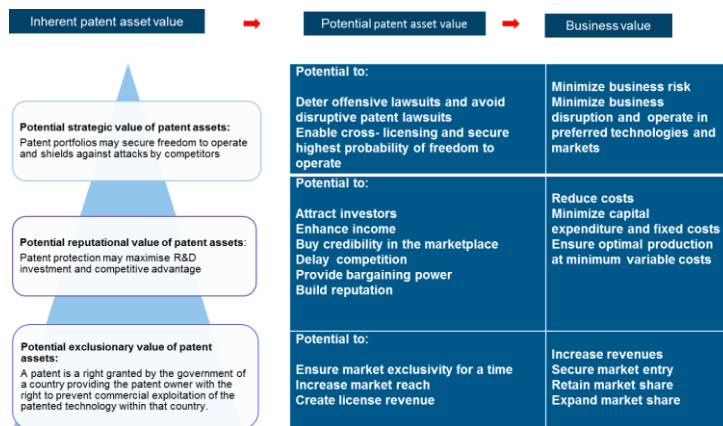 Inherent patent asset value
Potential patent asset value
Business value
Potential strategic value of patent assets:
Patent portfolios may secure freedom to operate
and shields against attacks by competitors
Potential to:
Deter offensive lawsuits and avoid
disruptive patent lawsuits
Enable cross- licensing and secure
highest probability of freedom to
operate
Minimize business risk
Minimize business
disruption and operate in
preferred technologies and
markets
Potential reputational value of patent assets:
Patent protection may maximise R&D
investment and competitive advantage
Potential to:
Attract investors
Enhance income
Buy credibility in the marketplace
Delay competition
Provide bargaining power
Build reputation
Reduce costs
Minimize capital
expenditure and fixed costs
Ensure optimal production
at minimum variable costs
Potential exclusionary value of patent
assets:
A patent is a right granted by the government of
a country providing the patent owner with the
right to prevent commercial exploitation of the
patented technology within that country.
Potential to:
Ensure market exclusivity for a time
Increase market reach
Create license revenue
Increase revenues
Secure market entry
Retain market share
Expand market share